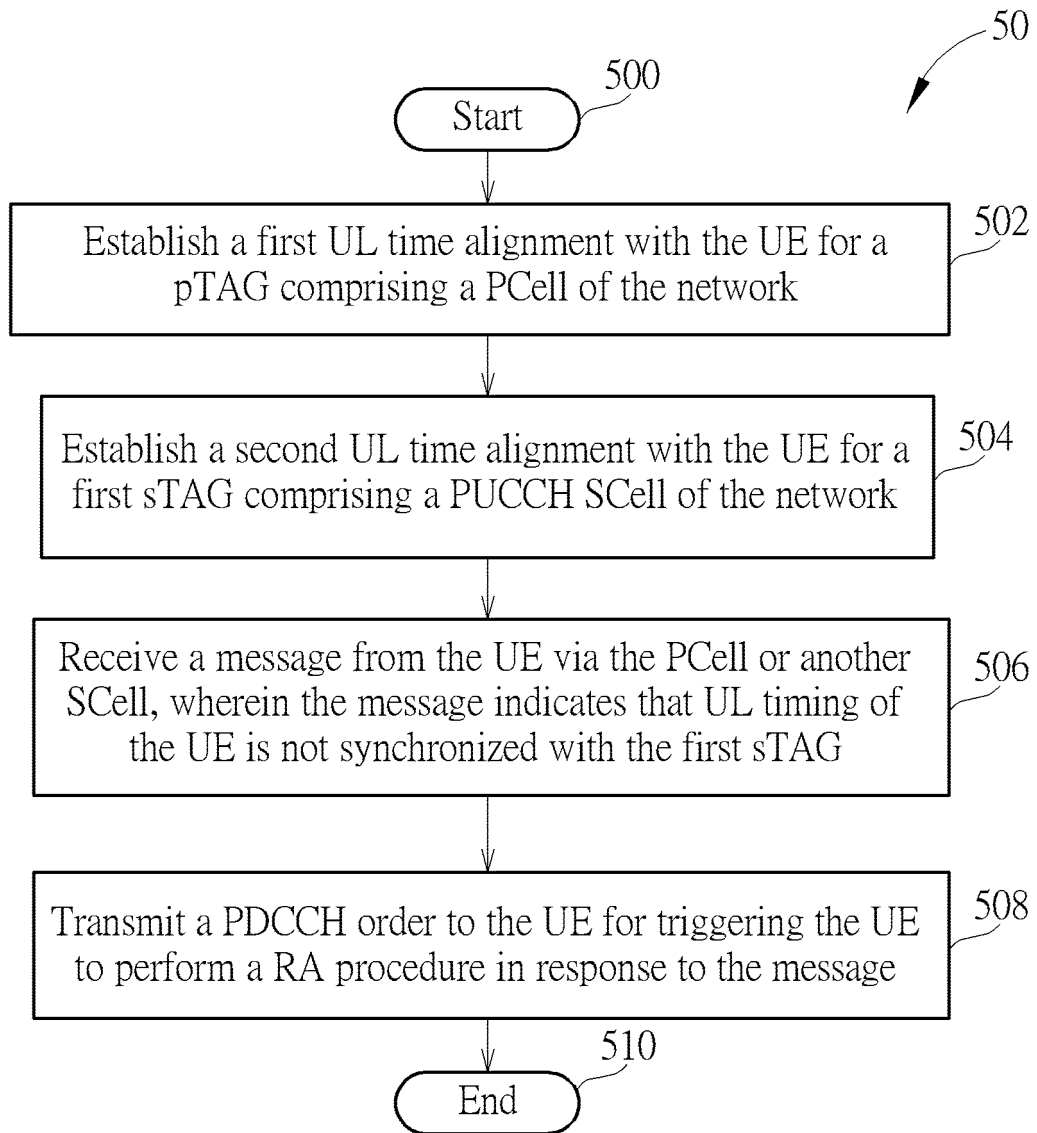 50
500
Start
502
Establish a first UL time alignment with the UE for a
pTAG comprising a PCell of the network
504
Establish a second UL time alignment with the UE for a
first sTAG comprising a PUCCH SCell of the network
506
Receive a message from the UE via the PCell or another
SCell, wherein the message indicates that UL timing of
the UE is not synchronized with the first sTAG
508
Transmit a PDCCH order to the UE for triggering the UE
to perform a RA procedure in response to the message
510
End